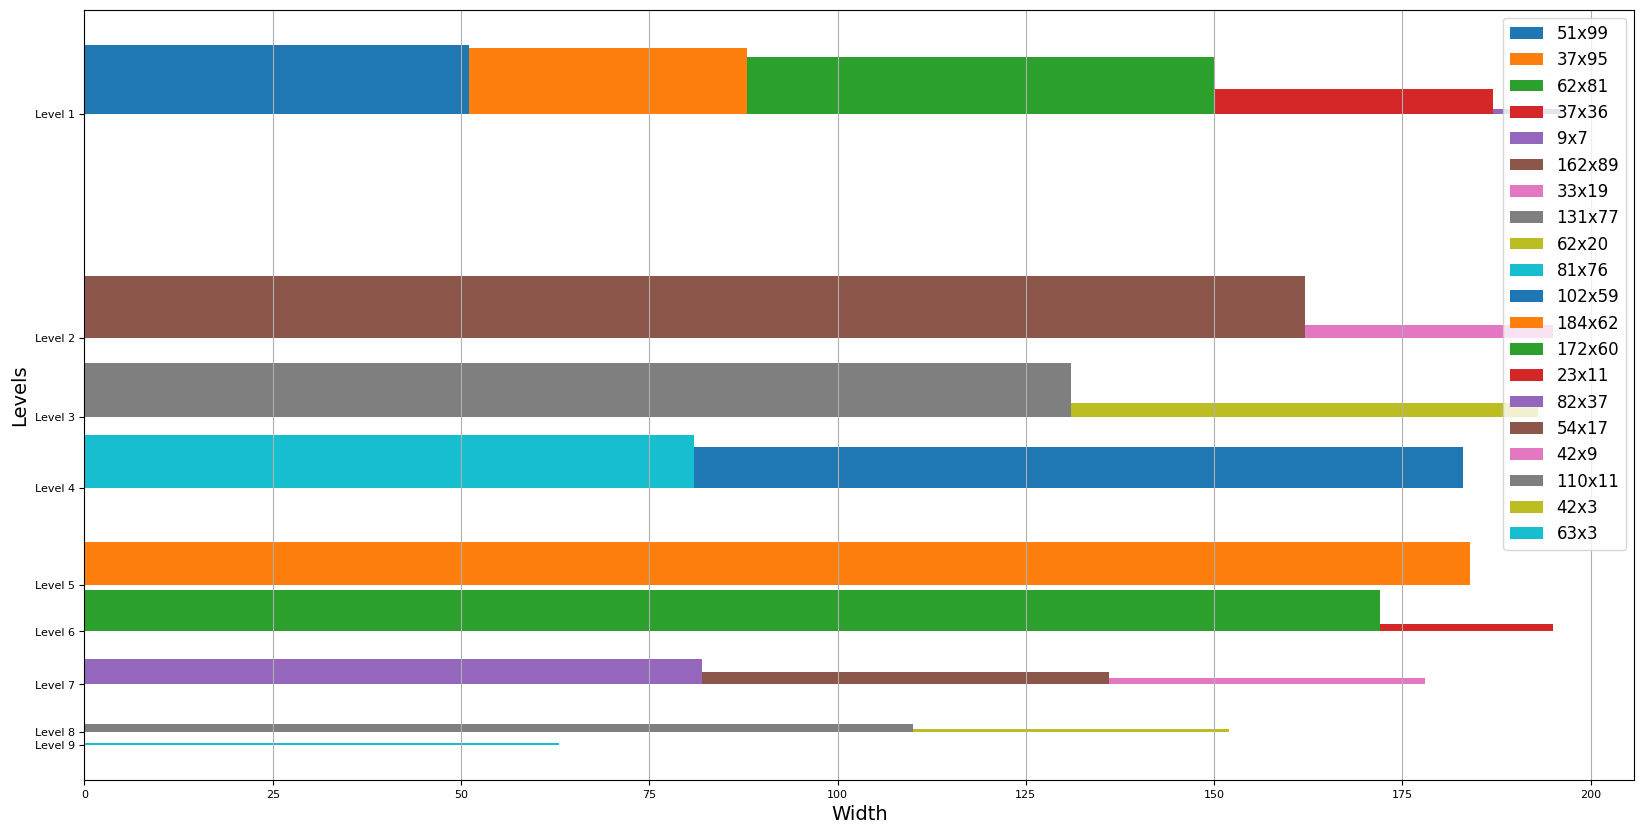 51x99
37x95
62x81
37x36
9x7
162x89
33x19
131x77
62x20
81x76
102x59
184x62
172x60
23x11
82x37
54x17
42x9
110x11
42x3
63x3
Levels
Level 1
Level 2
Level 3
Level 4
Level 5
Level 6
Level 7
Level 8
Level 9
0 25 50 75 100 125 150 175 200
Width